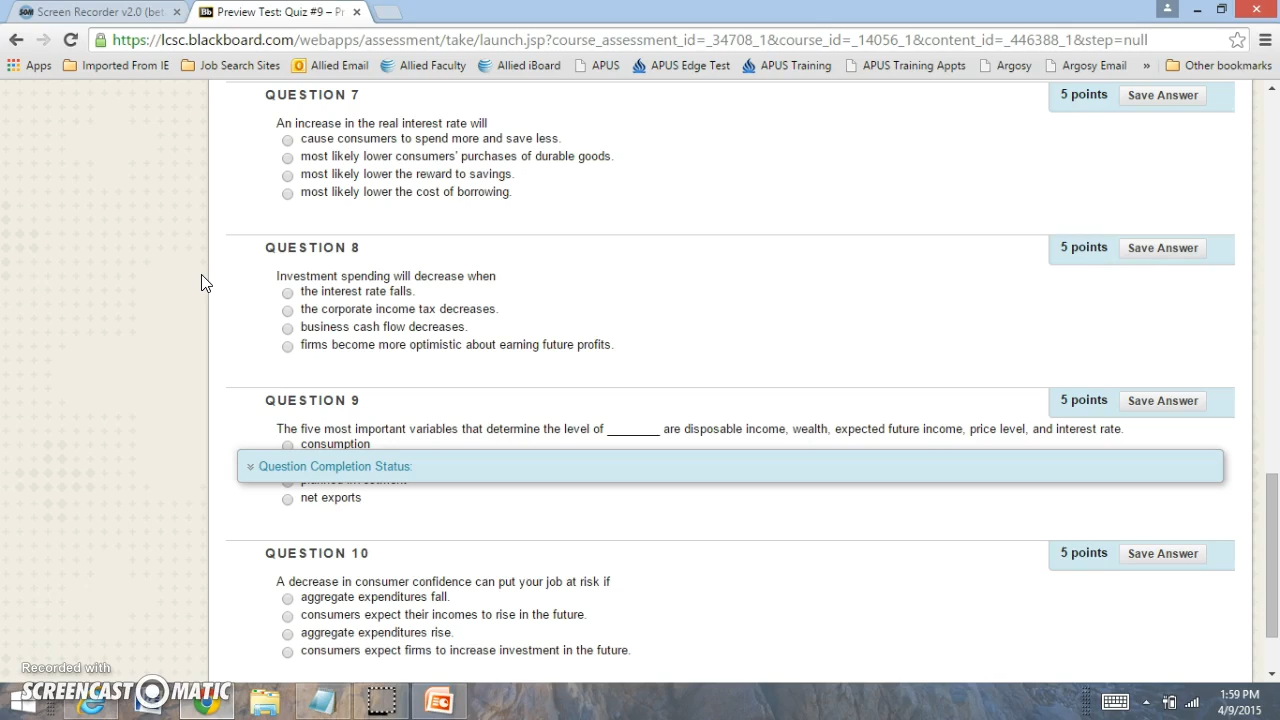 Screen Recorder v2.0 (bet
Preview Test: Quiz #9 – Pr
https://lcsc.blackboard.com/webapps/assessment/take/launch.jsp?course_assessment_id=_34708_1&course_id=_14056_1&content_id=_446388_1&step=null
Apps Imported From IE Job Search Sites Allied Email Allied Faculty Allied iBoard APUS APUS Edge Test APUS Training APUS Training Appts Argosy Argosy Email » Other bookmarks
QUESTION 7
5 points Save Answer
An increase in the real interest rate will
cause consumers to spend more and save less.
most likely lower consumers' purchases of durable goods.
most likely lower the reward to savings.
most likely lower the cost of borrowing.
QUESTION 8
5 points Save Answer
Investment spending will decrease when
the interest rate falls.
the corporate income tax decreases.
business cash flow decreases.
firms become more optimistic about earning future profits.
QUESTION 9
5 points Save Answer
The five most important variables that determine the level of ________ are disposable income, wealth, expected future income, price level, and interest rate.
consumption
Question Completion Status:
planned investment
net exports
QUESTION 10
5 points Save Answer
A decrease in consumer confidence can put your job at risk if
aggregate expenditures fall.
consumers expect their incomes to rise in the future.
aggregate expenditures rise.
consumers expect firms to increase investment in the future.
Recorded with
SCREENCAST MATIC
1:59 PM
4/9/2015